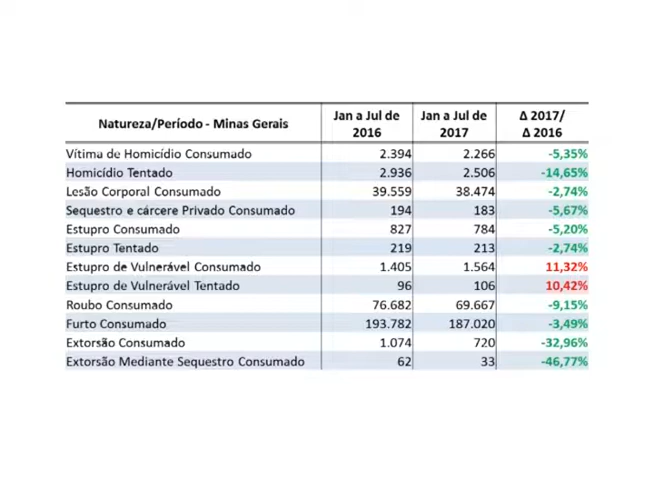 Natureza/Período - Minas Gerais Jan a Jul de 2016 Jan a Jul de 2017 Δ 2017/ Δ 2016
Vítima de Homicídio Consumado 2.394 2.266 -5,35%
Homicídio Tentado 2.936 2.506 -14,65%
Lesão Corporal Consumado 39.559 38.474 -2,74%
Sequestro e cárcere Privado Consumado 194 183 -5,67%
Estupro Consumado 827 784 -5,20%
Estupro Tentado 219 213 -2,74%
Estupro de Vulnerável Consumado 1.405 1.564 11,32%
Estupro de Vulnerável Tentado 96 106 10,42%
Roubo Consumado 76.682 69.667 -9,15%
Furto Consumado 193.782 187.020 -3,49%
Extorsão Consumado 1.074 720 -32,96%
Extorsão Mediante Sequestro Consumado 62 33 -46,77%